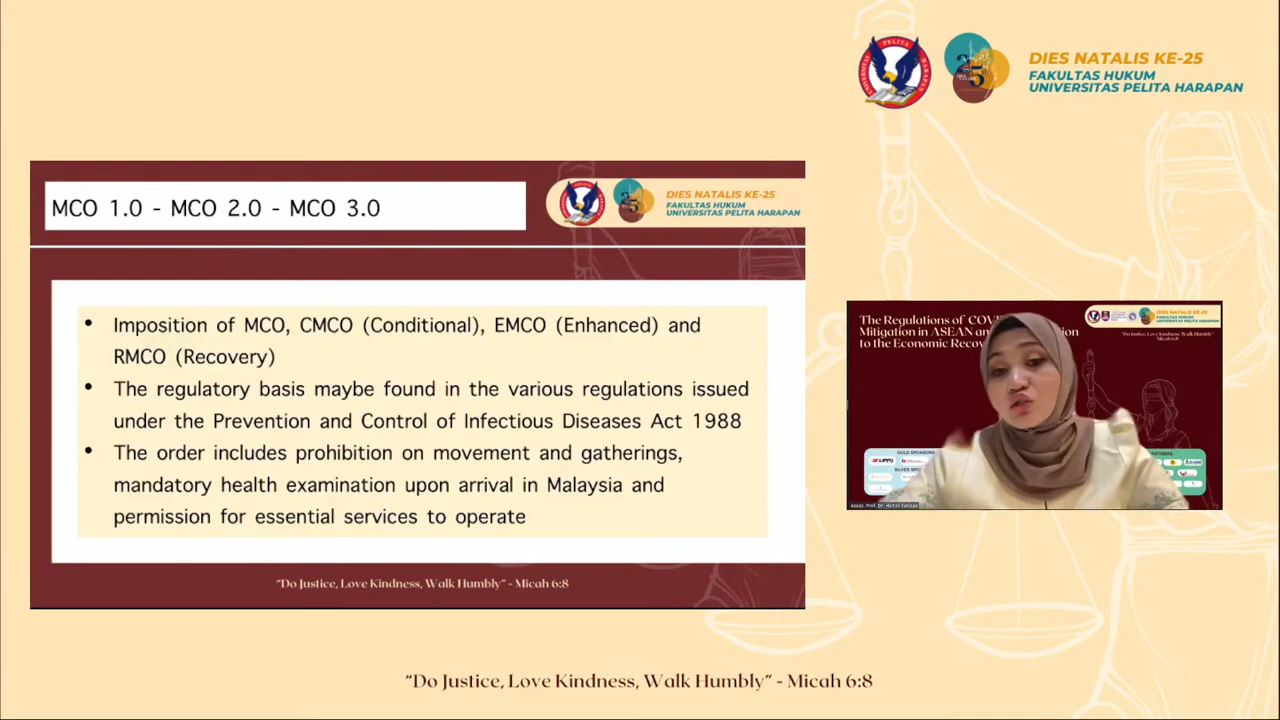 DIES NATALIS KE-25
FAKULTAS HUKUM
UNIVERSITAS PELITA HARAPAN
MCO 1.0 - MCO 2.0 - MCO 3.0
DIES NATALIS KE-25
FAKULTAS HUKUM
UNIVERSITAS PELITA HARAPAN
• Imposition of MCO, CMCO (Conditional), EMCO (Enhanced) and
RMCO (Recovery)
• The regulatory basis maybe found in the various regulations issued
under the Prevention and Control of Infectious Diseases Act 1988
• The order includes prohibition on movement and gatherings,
mandatory health examination upon arrival in Malaysia and
permission for essential services to operate
"Do Justice, Love Kindness, Walk Humbly" - Micah 6:8
The Regulations of
Mitigation in ASEAN
to the Economic
GOLD SPONSORS
LIPPO
"Do Justice, Love Kindness, Walk Humbly" - Micah 6:8